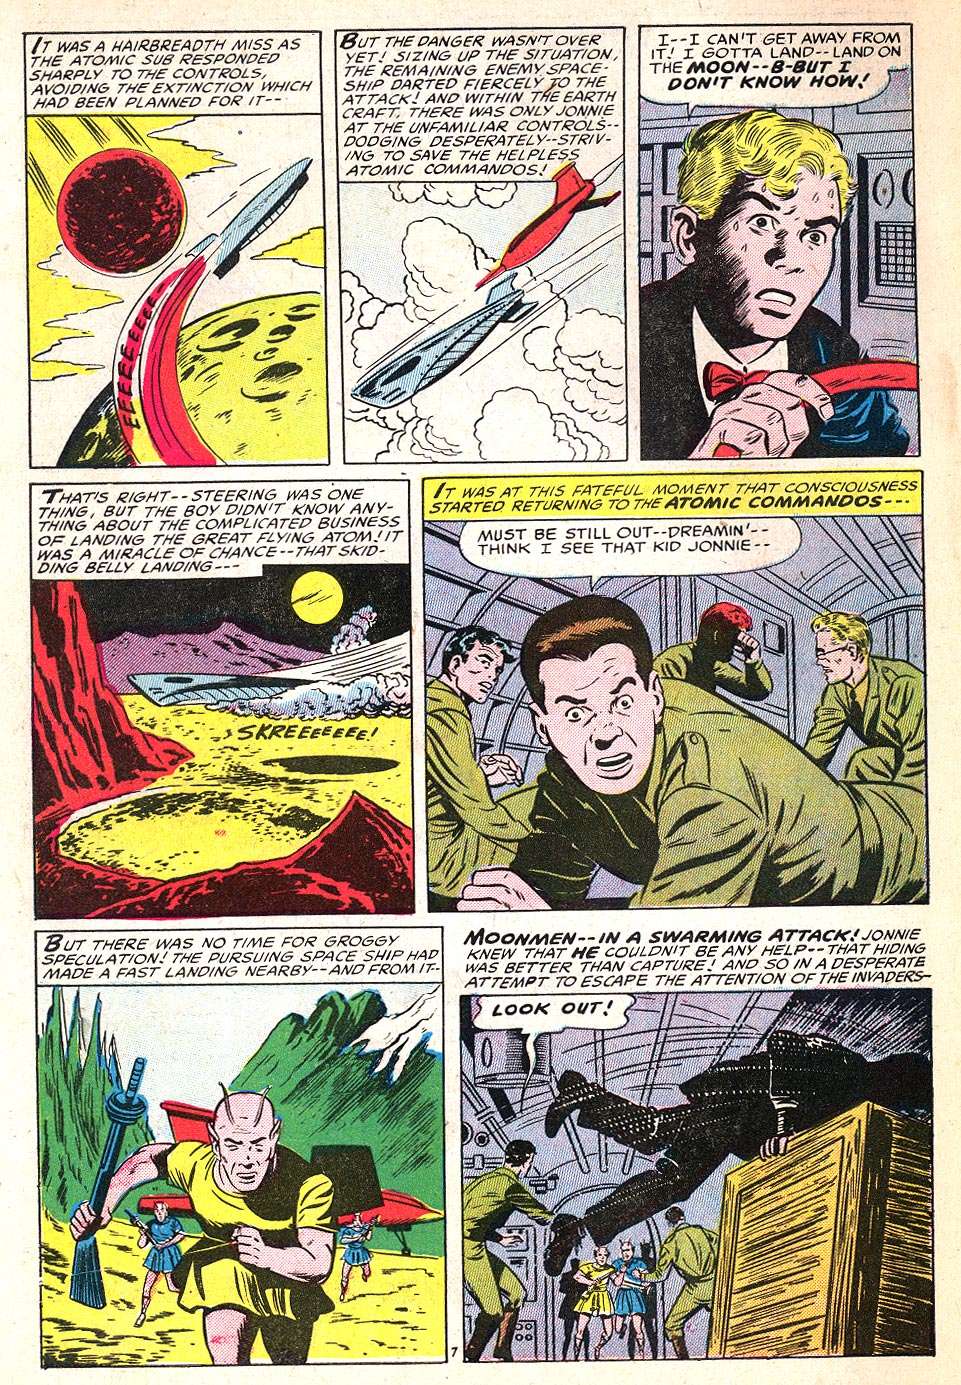 IT WAS A HAIRBREADTH MISS AS
THE ATOMIC SUB RESPONDED
SHARPLY TO THE CONTROLS,
AVOIDING THE EXTINCTION WHICH
HAD BEEN PLANNED FOR IT--
EEEEEEEEE
BUT THE DANGER WASN'T OVER
YET! SIZING UP THE SITUATION,
THE REMAINING ENEMY SPACE-
SHIP DARTED FIERCELY TO THE
ATTACK! AND WITHIN THE EARTH
CRAFT, THERE WAS ONLY JONNIE
AT THE UNFAMILIAR CONTROLS--
DODGING DESPERATELY--STRIV-
ING TO SAVE THE HELPLESS
ATOMIC COMMANDOS!
I--I CAN'T GET AWAY FROM
IT! I GOTTA LAND--LAND ON
THE MOON--B-BUT I
DON'T KNOW HOW!
THAT'S RIGHT--STEERING WAS ONE
THING, BUT THE BOY DIDN'T KNOW ANY-
THING ABOUT THE COMPLICATED BUSINESS
OF LANDING THE GREAT FLYING ATOM! IT
WAS A MIRACLE OF CHANCE--THAT SKID-
DING BELLY LANDING---
SKREEEEEEE!
IT WAS AT THIS FATEFUL MOMENT THAT CONSCIOUSNESS
STARTED RETURNING TO THE ATOMIC COMMANDOS---
MUST BE STILL OUT--DREAMIN'--
THINK I SEE THAT KID JONNIE--
BUT THERE WAS NO TIME FOR GROGGY
SPECULATION! THE PURSUING SPACE SHIP HAD
MADE A FAST LANDING NEARBY--AND FROM IT-
MOONMEN--IN A SWARMING ATTACK! JONNIE
KNEW THAT HE COULDN'T BE ANY HELP--THAT HIDING
WAS BETTER THAN CAPTURE! AND SO IN A DESPERATE
ATTEMPT TO ESCAPE THE ATTENTION OF THE INVADERS-
LOOK OUT!
7